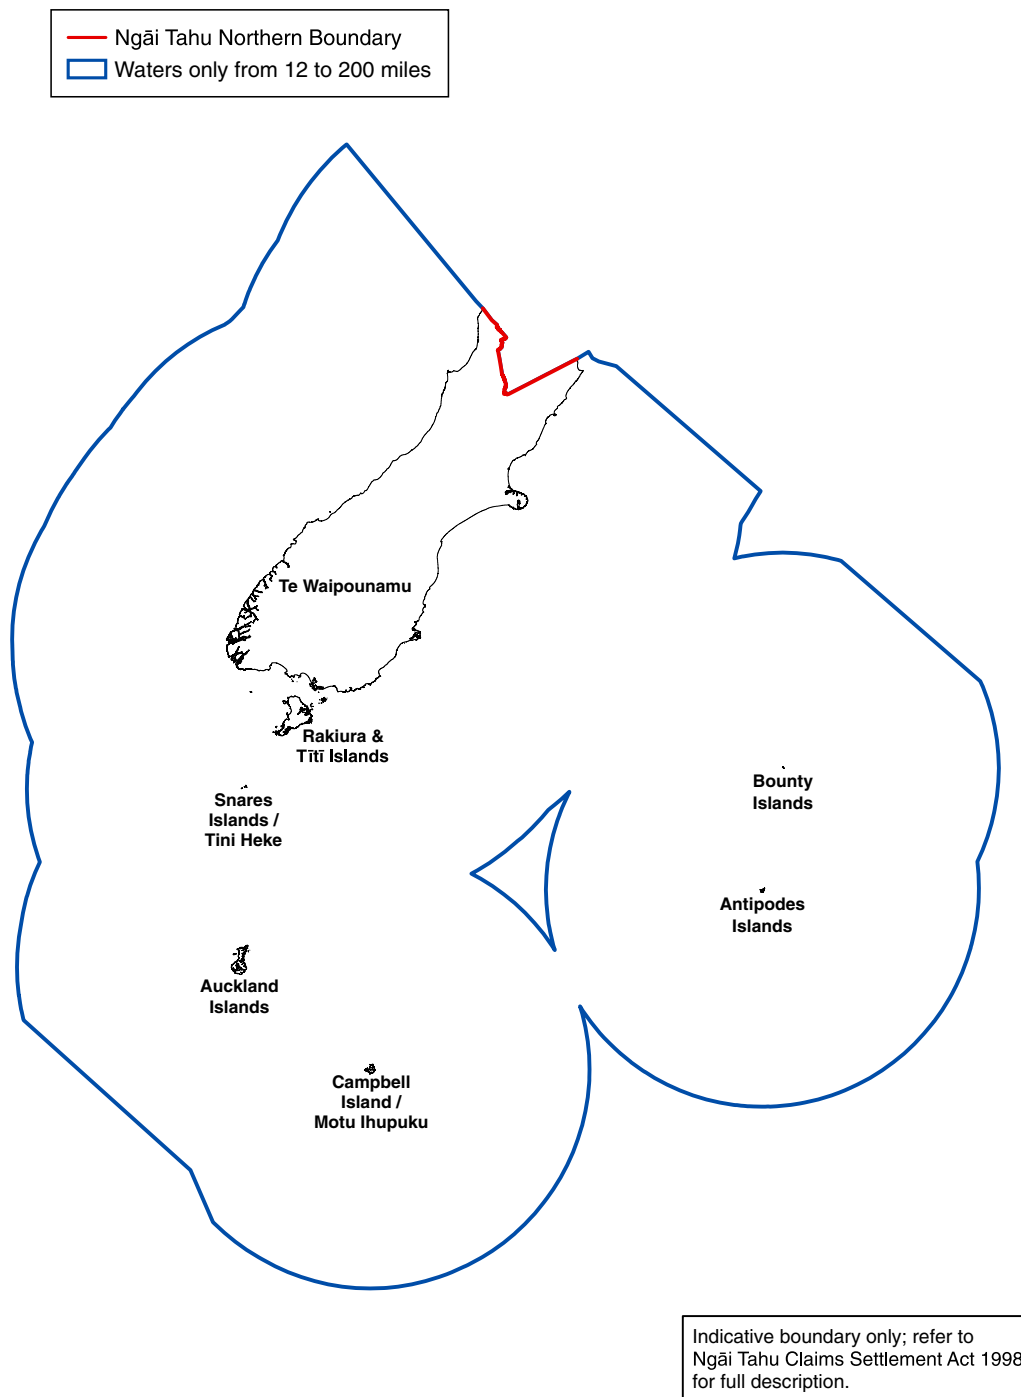 Ngāi Tahu Northern Boundary
Waters only from 12 to 200 miles
Te Waipounamu
Rakiura &
Tītī Islands
Snares
Islands /
Tini Heke
Bounty
Islands
Antipodes
Islands
Auckland
Islands
Campbell
Island /
Motu Ihupuku
Indicative boundary only; refer to
Ngāi Tahu Claims Settlement Act 1998
for full description.